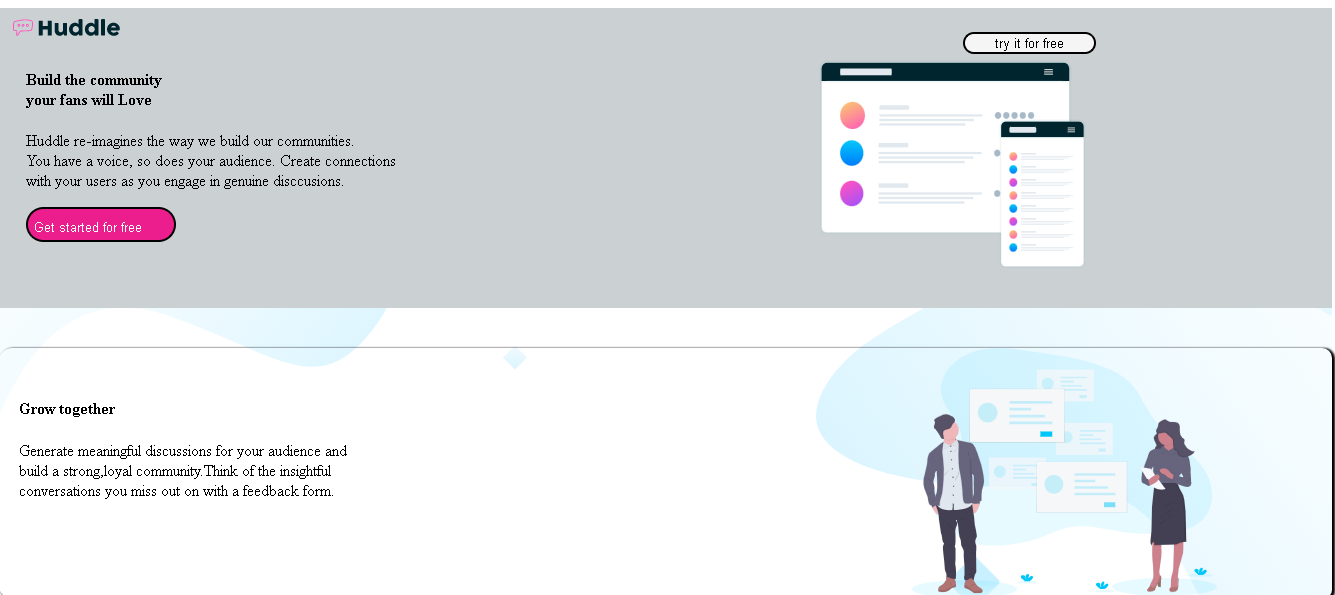 Huddle
try it for free
Build the community
your fans will Love
Huddle re-imagines the way we build our communities.
You have a voice, so does your audience. Create connections
with your users as you engage in genuine disccusions.
Get started for free
Grow together
Generate meaningful discussions for your audience and
build a strong,loyal community.Think of the insightful
conversations you miss out on with a feedback form.